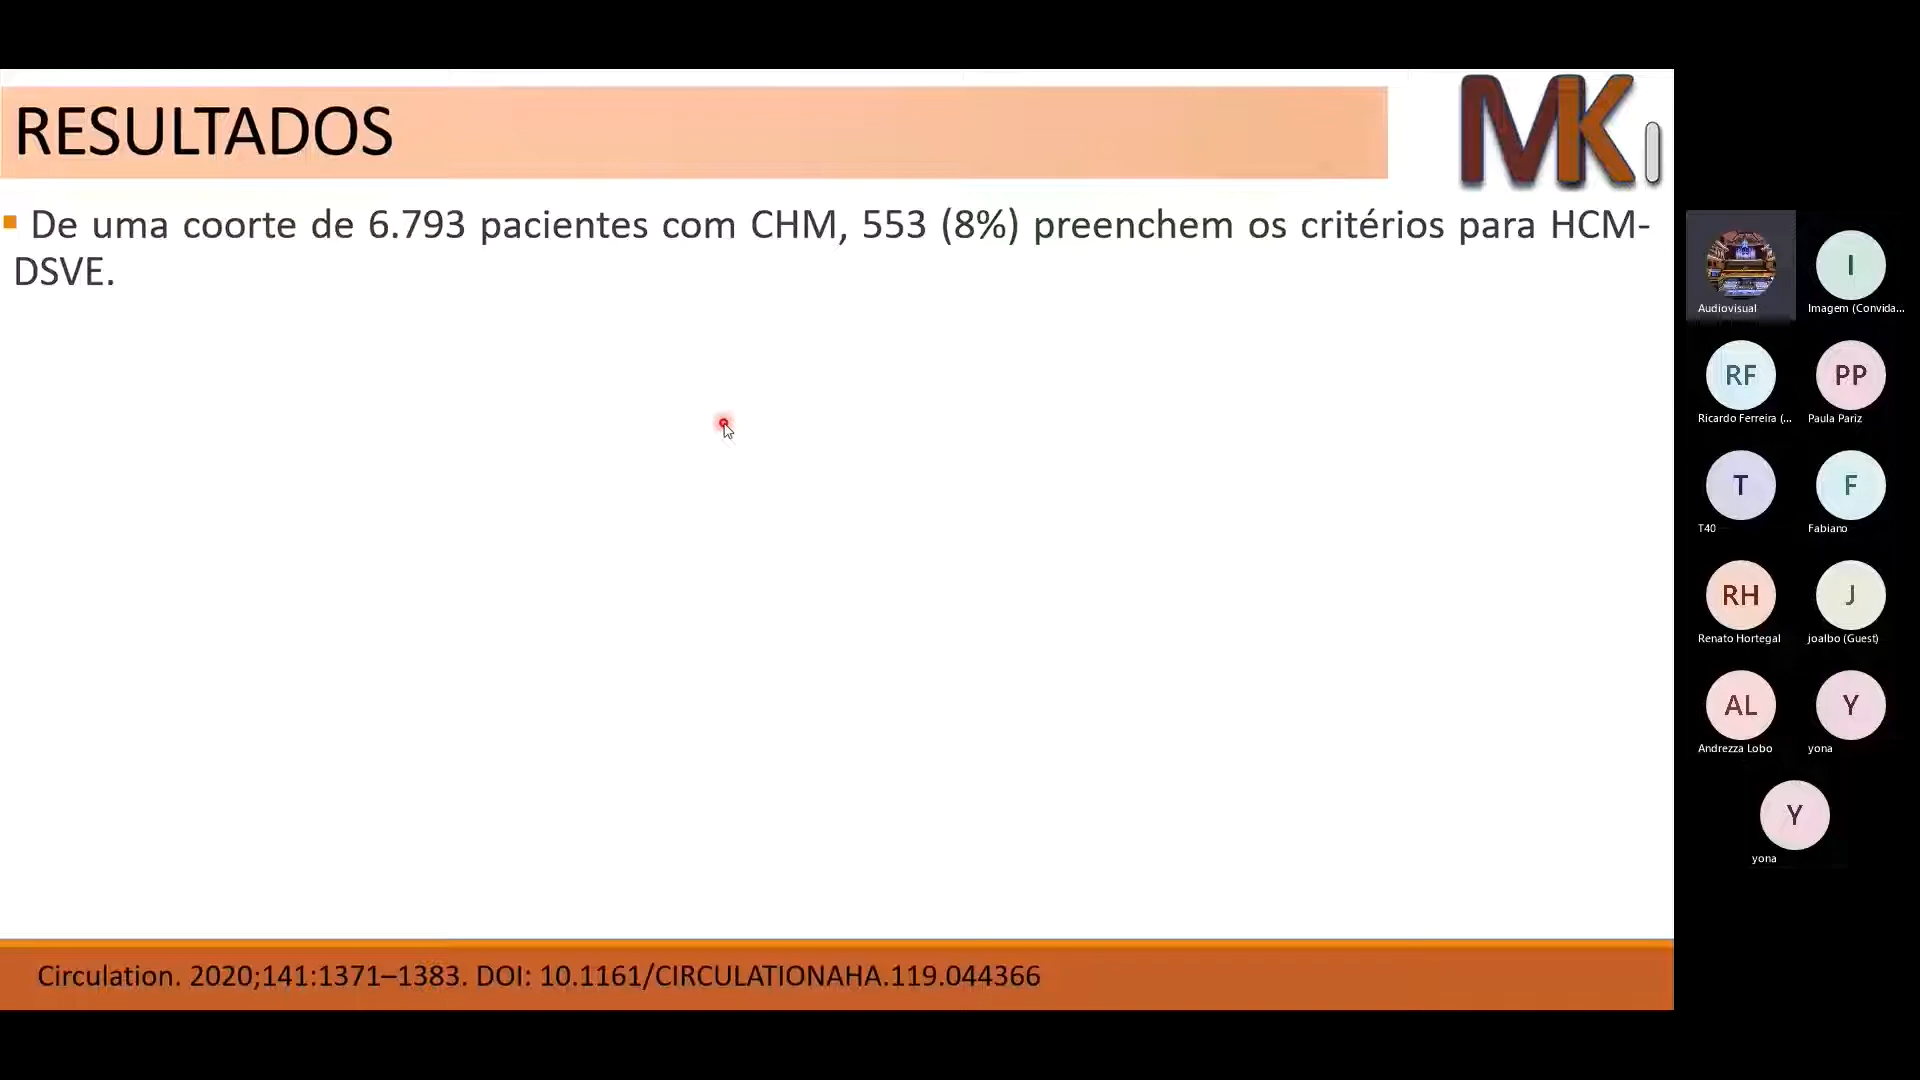 RESULTADOS
MK
De uma coorte de 6.793 pacientes com CHM, 553 (8%) preenchem os critérios para HCM-
DSVE.
Circulation. 2020;141:1371–1383. DOI: 10.1161/CIRCULATIONAHA.119.044366
Audiovisual
I
Imagem (Convida...
RF
Ricardo Ferreira (...
PP
Paula Pariz
T
T40
F
Fabiano
RH
Renato Hortegal
J
joalbo (Guest)
AL
Andrezza Lobo
Y
yona
Y
yona